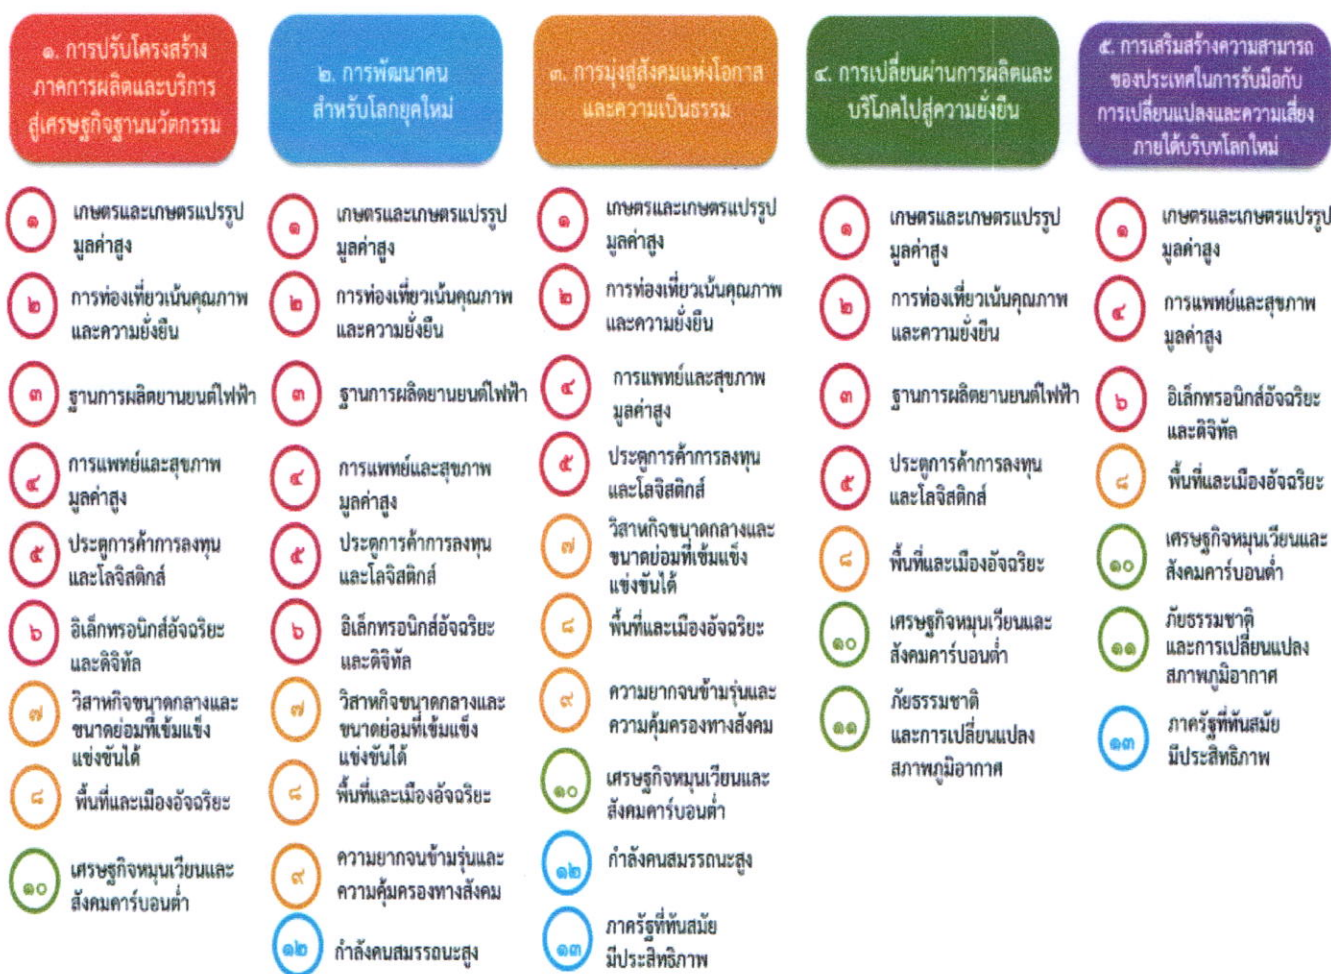 ๑. การปรับโครงสร้าง
ภาคการผลิตและบริการ
สู่เศรษฐกิจฐานนวัตกรรม
๑ เกษตรและเกษตรแปรรูป
มูลค่าสูง
๒ การท่องเที่ยวเน้นคุณภาพ
และความยั่งยืน
๓ ฐานการผลิตยานยนต์ไฟฟ้า
๔ การแพทย์และสุขภาพ
มูลค่าสูง
๕ ประตูการค้าการลงทุน
และโลจิสติกส์
๖ อิเล็กทรอนิกส์อัจฉริยะ
และดิจิทัล
๗ วิสาหกิจขนาดกลางและ
ขนาดย่อมที่เข้มแข็ง
แข่งขันได้
๘ พื้นที่และเมืองอัจฉริยะ
๑๐ เศรษฐกิจหมุนเวียนและ
สังคมคาร์บอนต่ำ
๒. การพัฒนาคน
สำหรับโลกยุคใหม่
๑ เกษตรและเกษตรแปรรูป
มูลค่าสูง
๒ การท่องเที่ยวเน้นคุณภาพ
และความยั่งยืน
๓ ฐานการผลิตยานยนต์ไฟฟ้า
๔ การแพทย์และสุขภาพ
มูลค่าสูง
๕ ประตูการค้าการลงทุน
และโลจิสติกส์
๖ อิเล็กทรอนิกส์อัจฉริยะ
และดิจิทัล
๗ วิสาหกิจขนาดกลางและ
ขนาดย่อมที่เข้มแข็ง
แข่งขันได้
๘ พื้นที่และเมืองอัจฉริยะ
๙ ความยากจนข้ามรุ่นและ
ความคุ้มครองทางสังคม
๑๒ กำลังคนสมรรถนะสูง
๓. การมุ่งสู่สังคมแห่งโอกาส
และความเป็นธรรม
๑ เกษตรและเกษตรแปรรูป
มูลค่าสูง
๒ การท่องเที่ยวเน้นคุณภาพ
และความยั่งยืน
๔ การแพทย์และสุขภาพ
มูลค่าสูง
๕ ประตูการค้าการลงทุน
และโลจิสติกส์
๗ วิสาหกิจขนาดกลางและ
ขนาดย่อมที่เข้มแข็ง
แข่งขันได้
๘ พื้นที่และเมืองอัจฉริยะ
๙ ความยากจนข้ามรุ่นและ
ความคุ้มครองทางสังคม
๑๐ เศรษฐกิจหมุนเวียนและ
สังคมคาร์บอนต่ำ
๑๒ กำลังคนสมรรถนะสูง
๑๓ ภาครัฐที่ทันสมัย
มีประสิทธิภาพ
๔. การเปลี่ยนผ่านการผลิตและ
บริโภคไปสู่ความยั่งยืน
๑ เกษตรและเกษตรแปรรูป
มูลค่าสูง
๒ การท่องเที่ยวเน้นคุณภาพ
และความยั่งยืน
๓ ฐานการผลิตยานยนต์ไฟฟ้า
๕ ประตูการค้าการลงทุน
และโลจิสติกส์
๘ พื้นที่และเมืองอัจฉริยะ
๑๐ เศรษฐกิจหมุนเวียนและ
สังคมคาร์บอนต่ำ
๑๑ ภัยธรรมชาติ
และการเปลี่ยนแปลง
สภาพภูมิอากาศ
๕. การเสริมสร้างความสามารถ
ของประเทศในการรับมือกับ
การเปลี่ยนแปลงและความเสี่ยง
ภายใต้บริบทโลกใหม่
๑ เกษตรและเกษตรแปรรูป
มูลค่าสูง
๔ การแพทย์และสุขภาพ
มูลค่าสูง
๖ อิเล็กทรอนิกส์อัจฉริยะ
และดิจิทัล
๘ พื้นที่และเมืองอัจฉริยะ
๑๐ เศรษฐกิจหมุนเวียนและ
สังคมคาร์บอนต่ำ
๑๑ ภัยธรรมชาติ
และการเปลี่ยนแปลง
สภาพภูมิอากาศ
๑๓ ภาครัฐที่ทันสมัย
มีประสิทธิภาพ